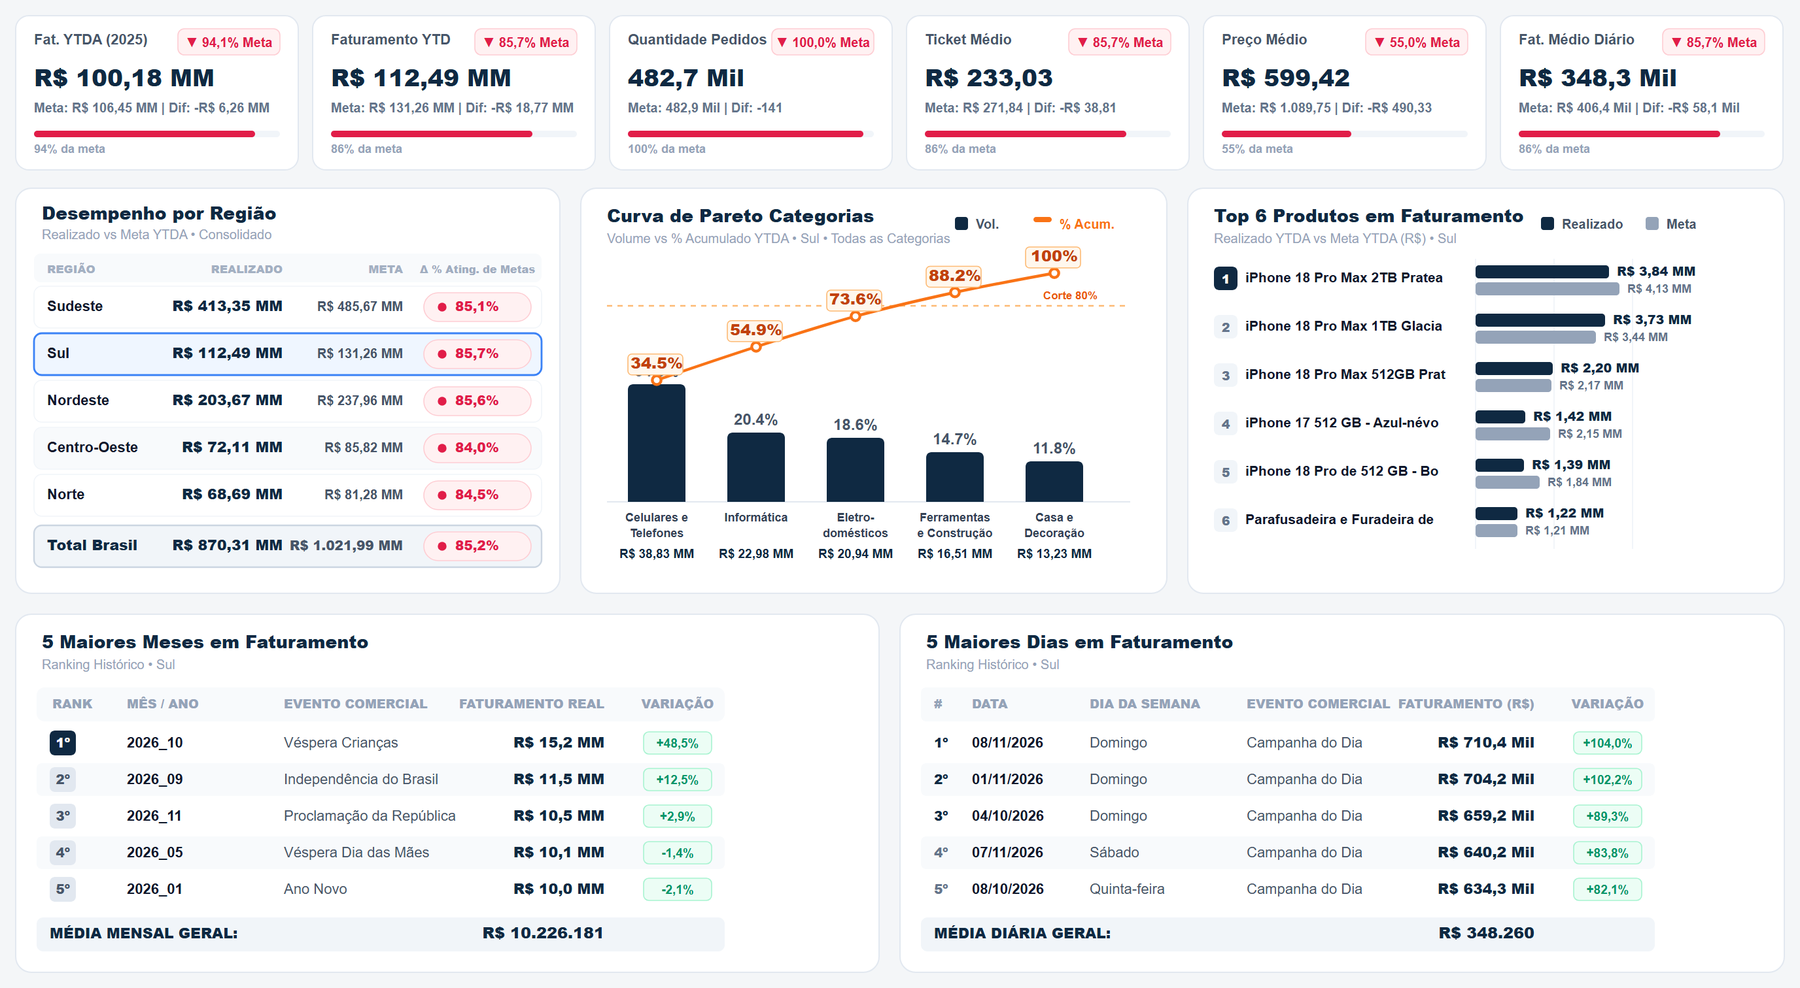 Fat. YTDA (2025) ▼ 94,1% Meta
R$ 100,18 MM
Meta: R$ 106,45 MM | Dif: -R$ 6,26 MM
94% da meta
Faturamento YTD ▼ 85,7% Meta
R$ 112,49 MM
Meta: R$ 131,26 MM | Dif: -R$ 18,77 MM
86% da meta
Quantidade Pedidos ▼ 100,0% Meta
482,7 Mil
Meta: 482,9 Mil | Dif: -141
100% da meta
Ticket Médio ▼ 85,7% Meta
R$ 233,03
Meta: R$ 271,84 | Dif: -R$ 38,81
86% da meta
Preço Médio ▼ 55,0% Meta
R$ 599,42
Meta: R$ 1.089,75 | Dif: -R$ 490,33
55% da meta
Fat. Médio Diário ▼ 85,7% Meta
R$ 348,3 Mil
Meta: R$ 406,4 Mil | Dif: -R$ 58,1 Mil
86% da meta
Desempenho por Região
Realizado vs Meta YTDA • Consolidado
REGIÃO REALIZADO META Δ % Ating. de Metas
Sudeste R$ 413,35 MM R$ 485,67 MM ● 85,1%
Sul R$ 112,49 MM R$ 131,26 MM ● 85,7%
Nordeste R$ 203,67 MM R$ 237,96 MM ● 85,6%
Centro-Oeste R$ 72,11 MM R$ 85,82 MM ● 84,0%
Norte R$ 68,69 MM R$ 81,28 MM ● 84,5%
Total Brasil R$ 870,31 MM R$ 1.021,99 MM ● 85,2%
Curva de Pareto Categorias
Vol. % Acum.
Volume vs % Acumulado YTDA • Sul • Todas as Categorias
100%
88.2%
Corte 80%
73.6%
54.9%
34.5%
20.4% 18.6% 14.7% 11.8%
Celulares e Telefones
R$ 38,83 MM
Informática
R$ 22,98 MM
Eletro-
domésticos
R$ 20,94 MM
Ferramentas
e Construção
R$ 16,51 MM
Casa e
Decoração
R$ 13,23 MM
Top 6 Produtos em Faturamento
Realizado Meta
Realizado YTDA vs Meta YTDA (R$) • Sul
1 iPhone 18 Pro Max 2TB Pratea R$ 3,84 MM
R$ 4,13 MM
2 iPhone 18 Pro Max 1TB Glacia R$ 3,73 MM
R$ 3,44 MM
3 iPhone 18 Pro Max 512GB Prat R$ 2,20 MM
R$ 2,17 MM
4 iPhone 17 512 GB - Azul-névo R$ 1,42 MM
R$ 2,15 MM
5 iPhone 18 Pro de 512 GB - Bo R$ 1,39 MM
R$ 1,84 MM
6 Parafusadeira e Furadeira de R$ 1,22 MM
R$ 1,21 MM
5 Maiores Meses em Faturamento
Ranking Histórico • Sul
RANK MÊS / ANO EVENTO COMERCIAL FATURAMENTO REAL VARIAÇÃO
1º 2026_10 Véspera Crianças R$ 15,2 MM +48,5%
2º 2026_09 Independência do Brasil R$ 11,5 MM +12,5%
3º 2026_11 Proclamação da República R$ 10,5 MM +2,9%
4º 2026_05 Véspera Dia das Mães R$ 10,1 MM -1,4%
5º 2026_01 Ano Novo R$ 10,0 MM -2,1%
MÉDIA MENSAL GERAL: R$ 10.226.181
5 Maiores Dias em Faturamento
Ranking Histórico • Sul
# DATA DIA DA SEMANA EVENTO COMERCIAL FATURAMENTO (R$) VARIAÇÃO
1º 08/11/2026 Domingo Campanha do Dia R$ 710,4 Mil +104,0%
2º 01/11/2026 Domingo Campanha do Dia R$ 704,2 Mil +102,2%
3º 04/10/2026 Domingo Campanha do Dia R$ 659,2 Mil +89,3%
4º 07/11/2026 Sábado Campanha do Dia R$ 640,2 Mil +83,8%
5º 08/10/2026 Quinta-feira Campanha do Dia R$ 634,3 Mil +82,1%
MÉDIA DIÁRIA GERAL: R$ 348.260